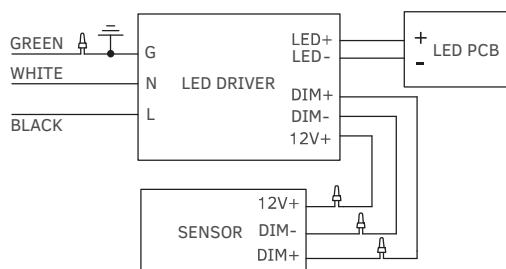 GREEN
WHITE
BLACK
G
N
L
LED DRIVER
LED+
LED-
DIM+
DIM-
12V+
+
-
LED PCB
SENSOR
12V+
DIM-
DIM+